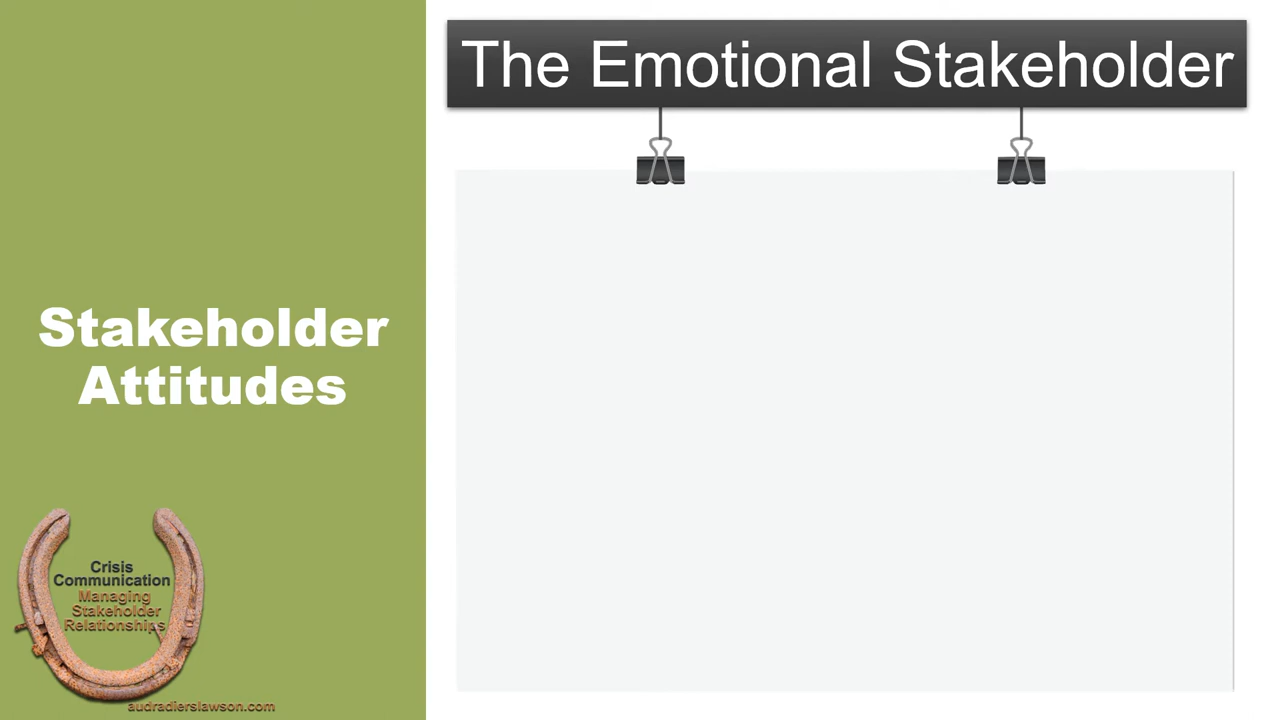 The Emotional Stakeholder
Stakeholder
Attitudes
Crisis
Communication
Managing
Stakeholder
Relationships
audradierslawson.com